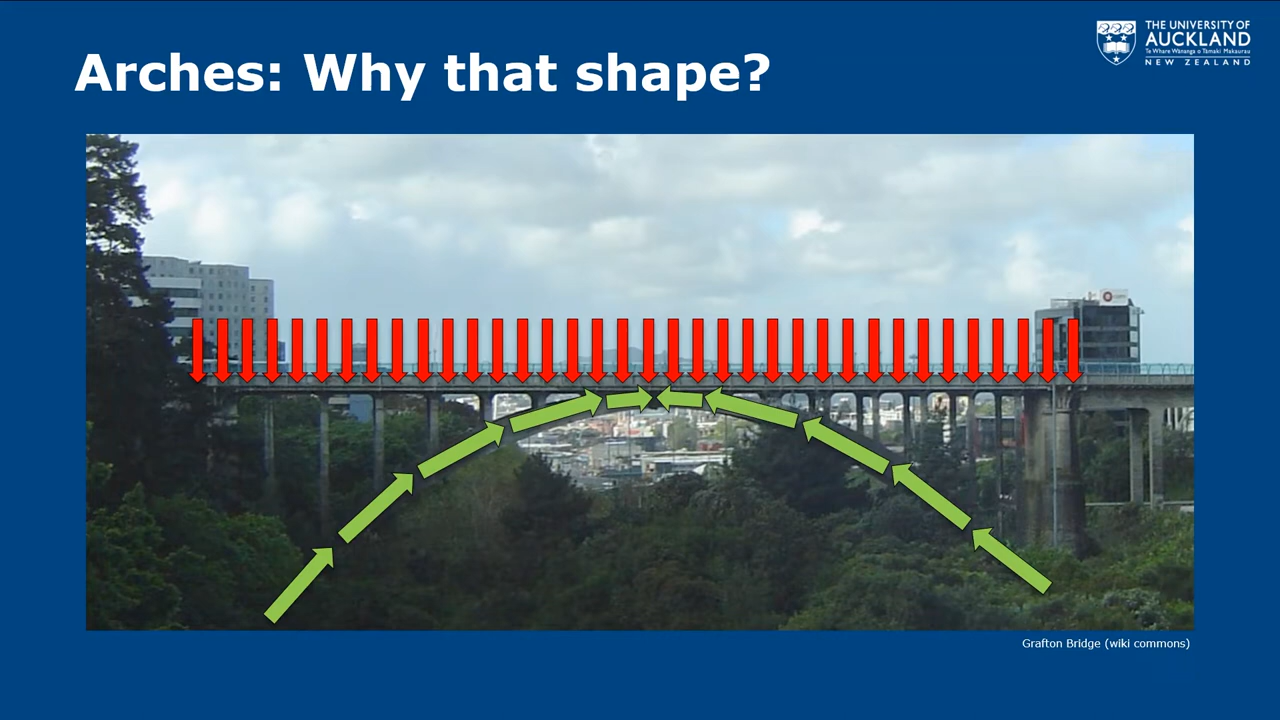 Arches: Why that shape?
THE UNIVERSITY OF
AUCKLAND
Te Whare Wānanga o Tāmaki Makaurau
NEW ZEALAND
Grafton Bridge (wiki commons)